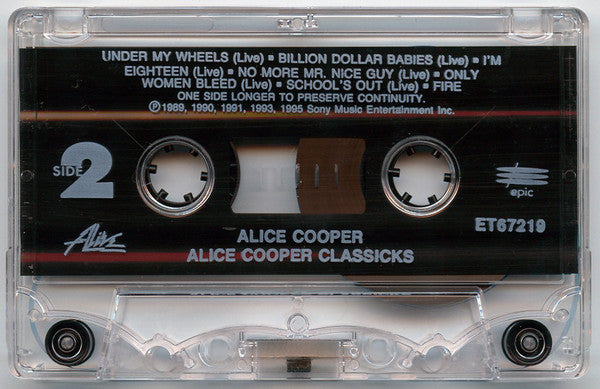 UNDER MY WHEELS (Live) ▪ BILLION DOLLAR BABIES (Live) ▪ I'M
EIGHTEEN (Live) ▪ NO MORE MR. NICE GUY (Live) ▪ ONLY
WOMEN BLEED (Live) ▪ SCHOOL'S OUT (Live) ▪ FIRE
ONE SIDE LONGER TO PRESERVE CONTINUITY.
℗1989, 1990, 1991, 1993, 1995 Sony Music Entertainment Inc.
SIDE 2
epic
ET67219
Alice
ALICE COOPER
ALICE COOPER CLASSICKS